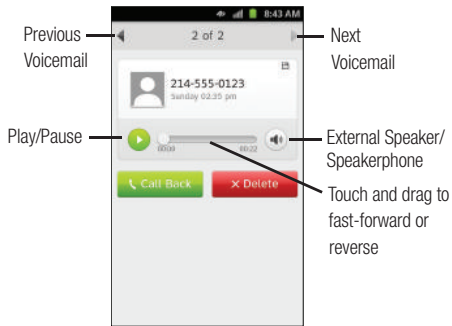 8:43 AM
Previous
Voicemail
2 of 2
Next
Voicemail
214-555-0123
Sunday 02:35 pm
Play/Pause
00:00
00:22
External Speaker/
Speakerphone
Call Back
Delete
Touch and drag to
fast-forward or
reverse